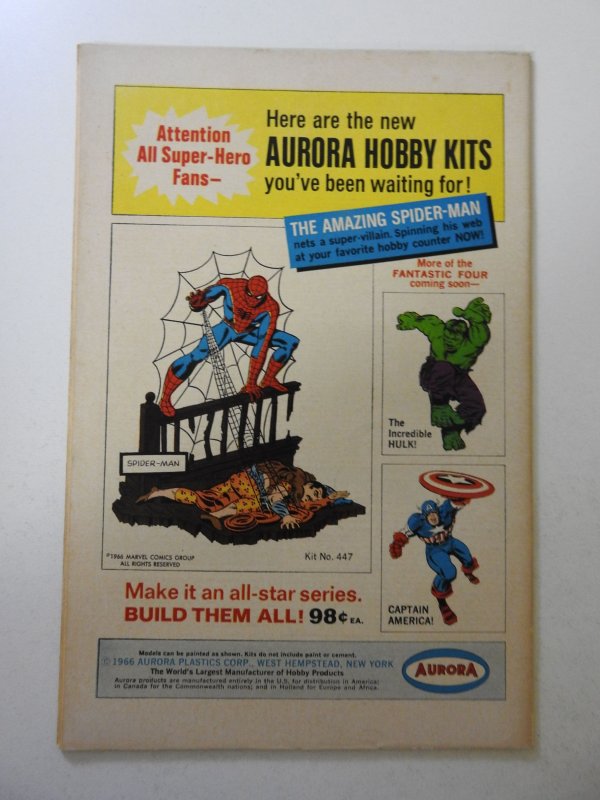 Attention
All Super-Hero
Fans—
Here are the new
AURORA HOBBY KITS
you've been waiting for!
THE AMAZING SPIDER-MAN
nets a super-villain. Spinning his web
at your favorite hobby counter NOW!
More of the
FANTASTIC FOUR
coming soon—
SPIDER-MAN
The
Incredible
HULK!
©1966 MARVEL COMICS GROUP
ALL RIGHTS RESERVED
Kit No. 447
CAPTAIN
AMERICA!
Make it an all-star series.
BUILD THEM ALL! 98¢ EA.
Models can be painted as shown. Kits do not include paint or cement.
©1966 AURORA PLASTICS CORP., WEST HEMPSTEAD, NEW YORK
The World's Largest Manufacturer of Hobby Products
Aurora products are manufactured entirely in the U.S. for distribution in America;
in Canada for the Commonwealth nations; and in Holland for Europe and Africa.
AURORA